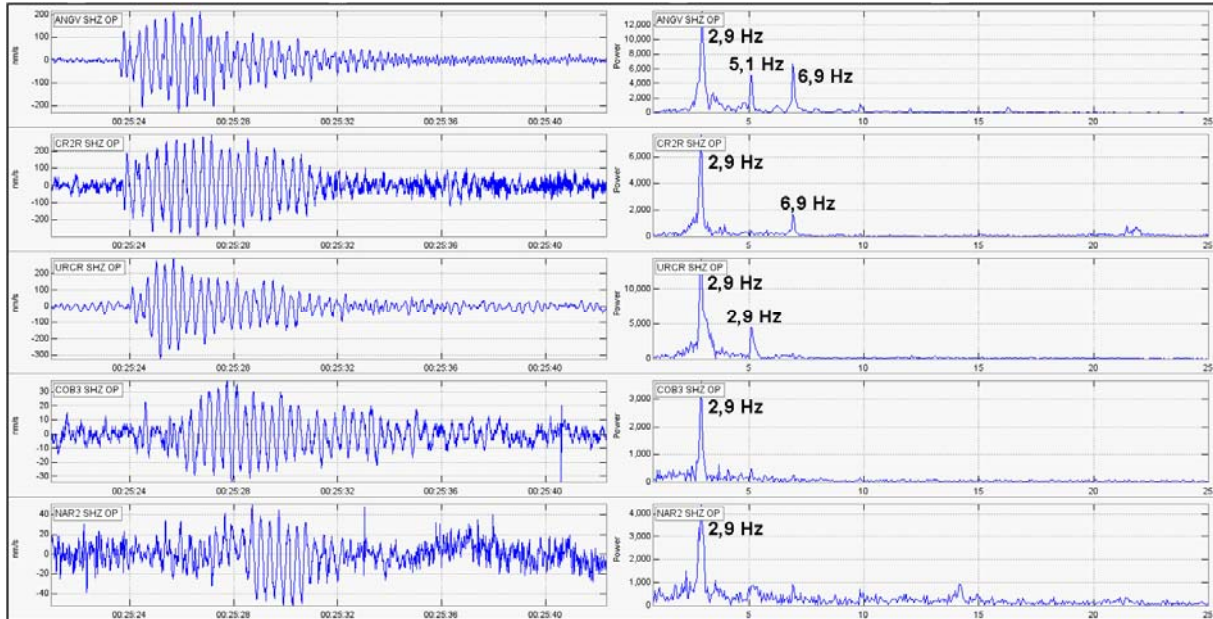 ANGV SHZ OP
200
100
0
-100
-200
nm/s
00:25:24 00:25:28 00:25:32 00:25:36 00:25:40
ANGV SHZ OP
12,000
10,000
8,000
6,000
4,000
2,000
0
Power
2,9 Hz
5,1 Hz
6,9 Hz
5 10 15 20 25
CR2R SHZ OP
200
100
0
-100
-200
nm/s
00:25:24 00:25:28 00:25:32 00:25:36 00:25:40
CR2R SHZ OP
6,000
4,000
2,000
0
Power
2,9 Hz
6,9 Hz
5 10 15 20 25
URCR SHZ OP
200
100
0
-100
-200
-300
nm/s
00:25:24 00:25:28 00:25:32 00:25:36 00:25:40
URCR SHZ OP
10,000
5,000
0
Power
2,9 Hz
2,9 Hz
5 10 15 20 25
COB3 SHZ OP
30
20
10
0
-10
-20
-30
nm/s
00:25:24 00:25:28 00:25:32 00:25:36 00:25:40
COB3 SHZ OP
3,000
2,000
1,000
0
Power
2,9 Hz
5 10 15 20 25
NAR2 SHZ OP
40
20
0
-20
-40
nm/s
00:25:24 00:25:28 00:25:32 00:25:36 00:25:40
NAR2 SHZ OP
4,000
3,000
2,000
1,000
0
Power
2,9 Hz
5 10 15 20 25